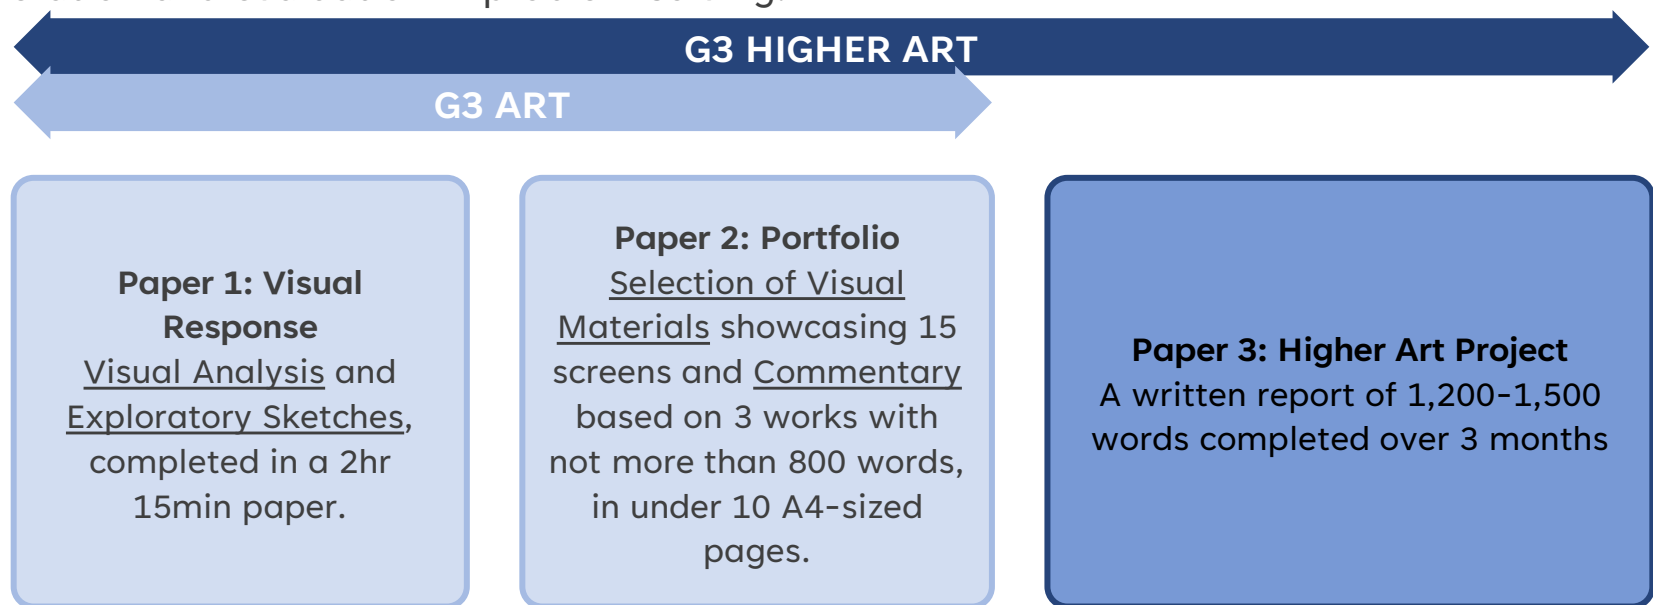 G3 HIGHER ART
G3 ART
Paper 1: Visual
Response
Visual Analysis and
Exploratory Sketches,
completed in a 2hr
15min paper.
Paper 2: Portfolio
Selection of Visual
Materials showcasing 15
screens and Commentary
based on 3 works with
not more than 800 words,
in under 10 A4-sized
pages.
Paper 3: Higher Art Project
A written report of 1,200-1,500
words completed over 3 months